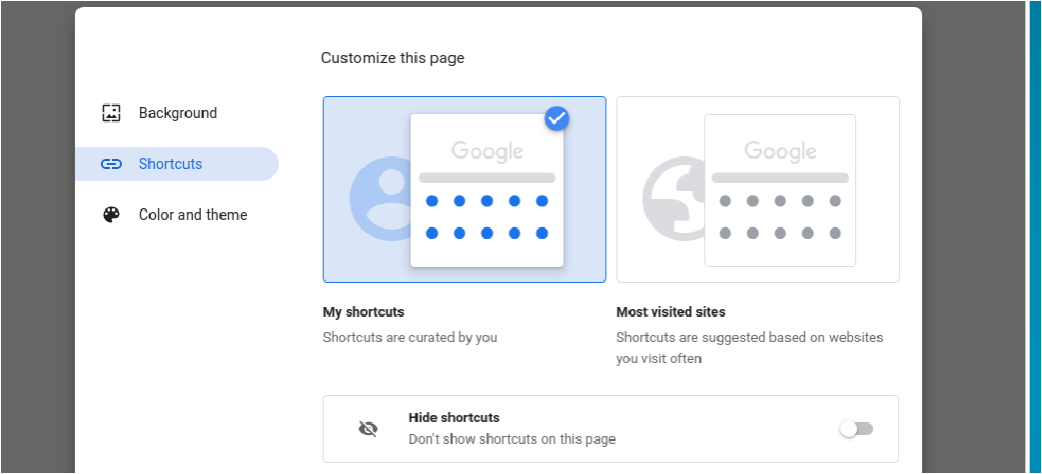 Customize this page
Background
Shortcuts
Color and theme
Google
Google
My shortcuts
Shortcuts are curated by you
Most visited sites
Shortcuts are suggested based on websites
you visit often
Hide shortcuts
Don't show shortcuts on this page